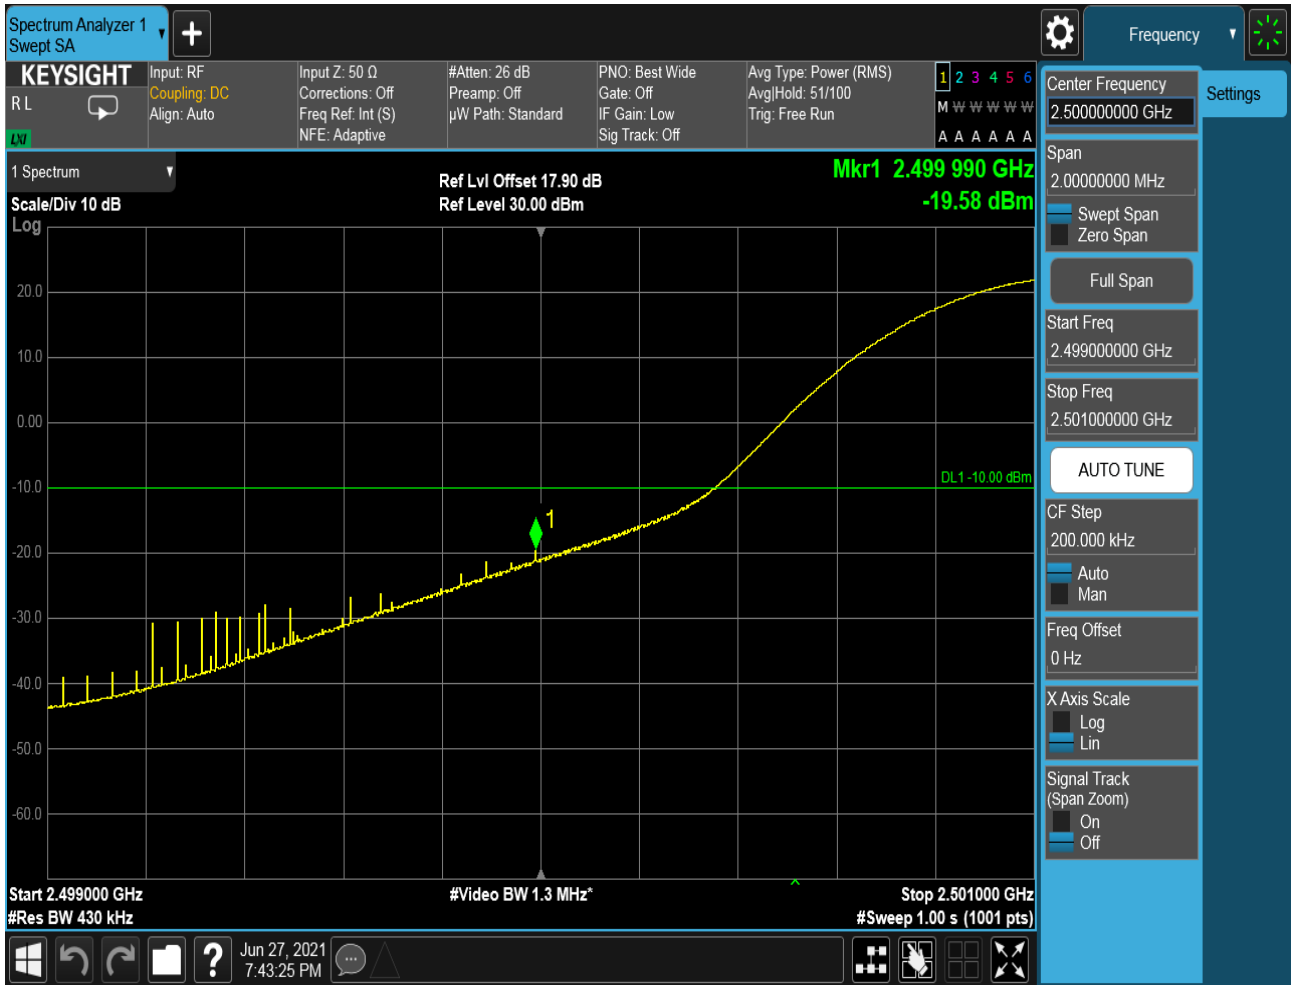 Spectrum Analyzer 1
Swept SA
Frequency
KEYSIGHT
R L
LXI
Input: RF
Coupling: DC
Align: Auto
Input Z: 50 Ω
Corrections: Off
Freq Ref: Int (S)
NFE: Adaptive
#Atten: 26 dB
Preamp: Off
µW Path: Standard
PNO: Best Wide
Gate: Off
IF Gain: Low
Sig Track: Off
Avg Type: Power (RMS)
Avg|Hold: 51/100
Trig: Free Run
1 2 3 4 5 6
M W W W W W
A A A A A A
1 Spectrum
Scale/Div 10 dB
Log
Ref Lvl Offset 17.90 dB
Ref Level 30.00 dBm
Mkr1 2.499 990 GHz
-19.58 dBm
20.0
10.0
0.00
-10.0
-20.0
-30.0
-40.0
-50.0
-60.0
DL1 -10.00 dBm
1
Start 2.499000 GHz
#Res BW 430 kHz
#Video BW 1.3 MHz*
Stop 2.501000 GHz
#Sweep 1.00 s (1001 pts)
Jun 27, 2021
7:43:25 PM
Settings
Center Frequency
2.500000000 GHz
Span
2.00000000 MHz
Swept Span
Zero Span
Full Span
Start Freq
2.499000000 GHz
Stop Freq
2.501000000 GHz
AUTO TUNE
CF Step
200.000 kHz
Auto
Man
Freq Offset
0 Hz
X Axis Scale
Log
Lin
Signal Track
(Span Zoom)
On
Off